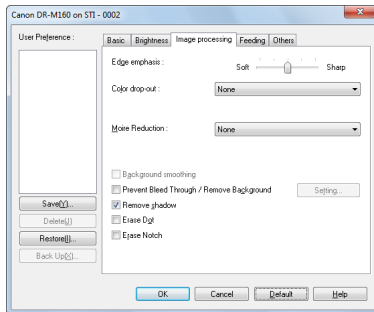 Canon DR-M160 on STI - 0002
User Preference :
Basic Brightness Image processing Feeding Others
Edge emphasis :
Soft Sharp
Color drop-out :
None
Moire Reduction :
None
Background smoothing
Prevent Bleed Through / Remove Background
Setting...
Remove shadow
Erase Dot
Erase Notch
Save(Y)...
Delete(J)
Restore(I)...
Back Up(X)...
OK Cancel Default Help